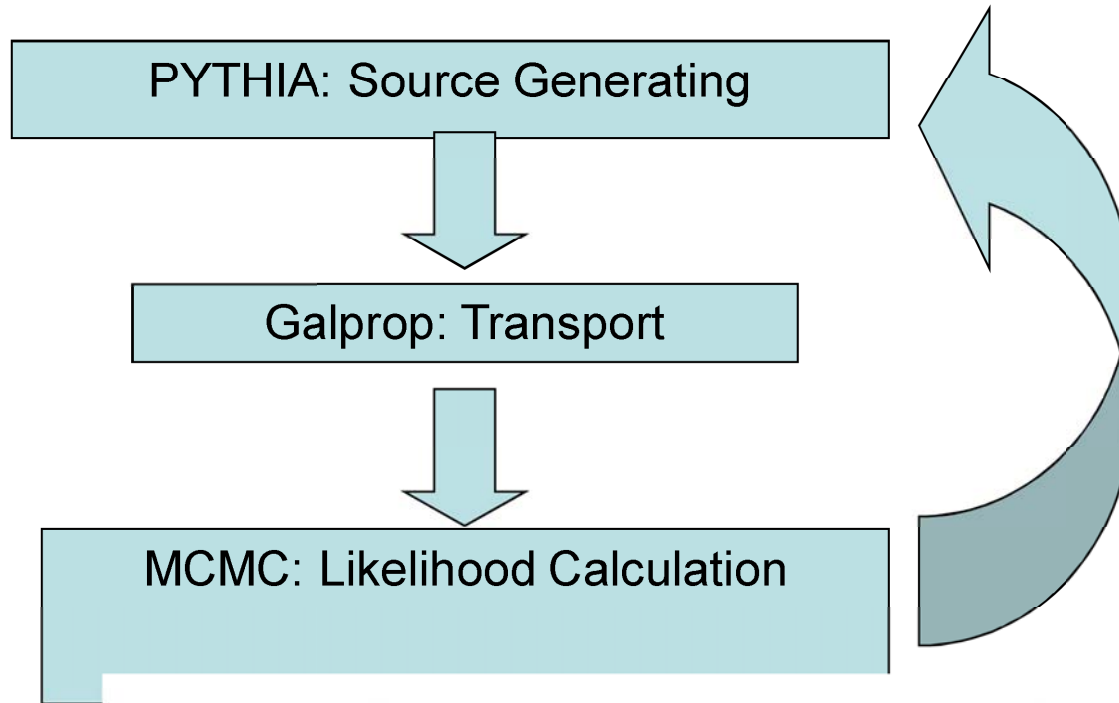 PYTHIA: Source Generating
Galprop: Transport
MCMC: Likelihood Calculation